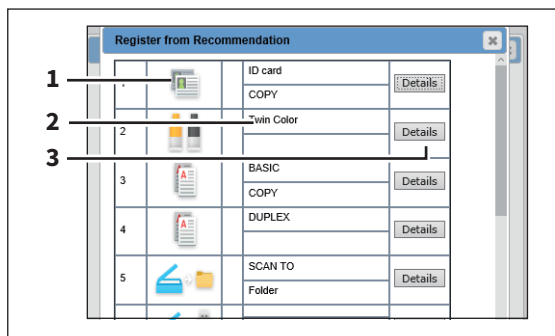 Register from Recommendation
1
ID card
Details
COPY
2
Twin Color
2
Details
3
BASIC
3
Details
COPY
DUPLEX
4
Details
SCAN TO
5
Details
Folder